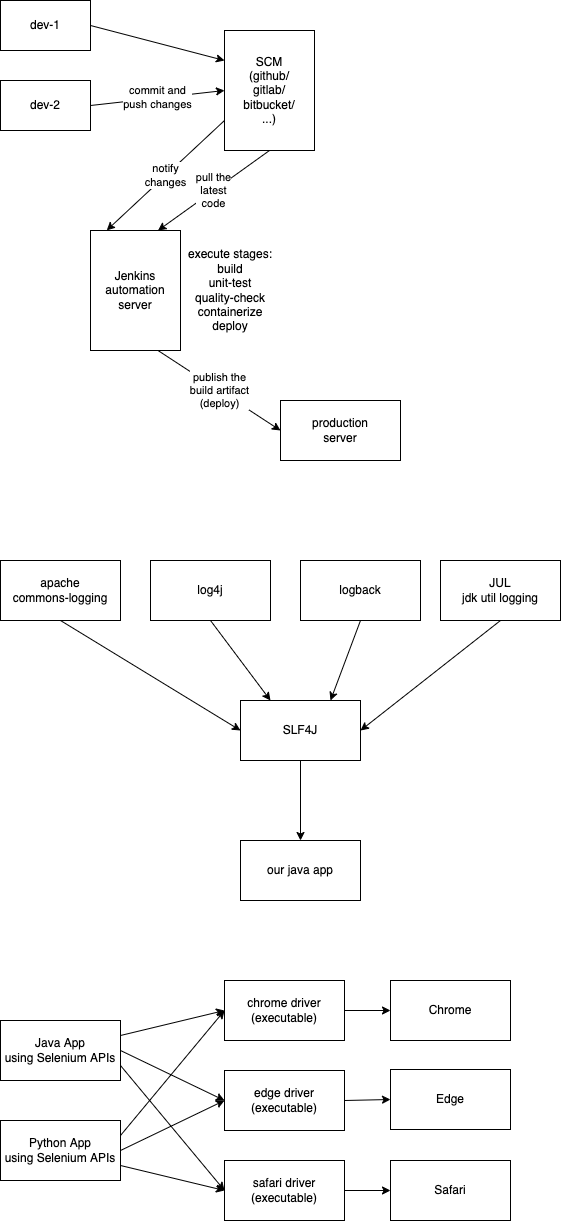 dev-1
SCM
(github/
gitlab/
bitbucket/
...)
dev-2
commit and
push changes
notify
changes
pull the
latest
code
Jenkins
automation
server
execute stages:
build
unit-test
quality-check
containerize
deploy
publish the
build artifact
(deploy)
production
server
apache
commons-logging
log4j
logback
JUL
jdk util logging
SLF4J
our java app
chrome driver
(executable)
Chrome
Java App
using Selenium APIs
edge driver
(executable)
Edge
Python App
using Selenium APIs
safari driver
(executable)
Safari